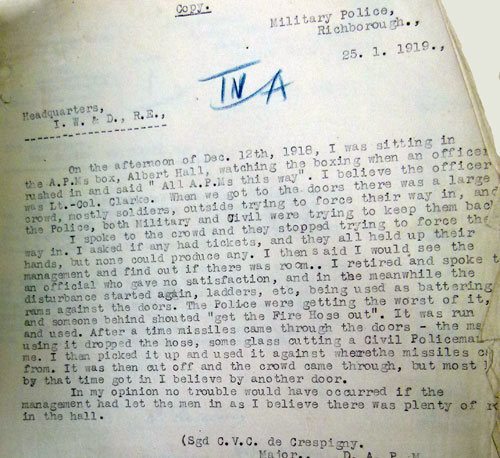 Copy.
Military Police,
Richborough.,
25. 1. 1919.,
IV A
Headquarters,
I. W. & D., R.E.,
On the afternoon of Dec. 12th, 1918, I was sitting in
the A.P.Ms box, Albert Hall, watching the boxing when an officer
rushed in and said " All A.P.Ms this way". I believe the officer
was Lt.-Col. Clarke. When we got to the doors there was a large
crowd, mostly soldiers, outside trying to force their way in, and
the Police, both Military and Civil were trying to keep them back
I spoke to the crowd and they stopped trying to force the
way in. I asked if any had tickets, and they all held up their
hands, but none could produce any. I then said I would see the
management and find out if there was room.. I retired and spoke t
an official who gave no satisfaction, and in the meanwhile the
disturbance started again, ladders, etc, being used as battering
rams against the doors. The Police were getting the worst of it,
and someone behind shouted "get the Fire Hose out". It was run
and used. After a time missiles came through the doors - the ma
using it dropped the hose, some glass cutting a Civil Policema
me. I then picked it up and used it against wherethe missiles ca
from. It was then cut off and the crowd came through, but most
by that time got in I believe by another door.
In my opinion no trouble would have occurred if the
management had let the men in as I believe there was plenty of r
in the hall.
(Sgd C.V.C. de Crespigny.
Major., D. A. P. M.